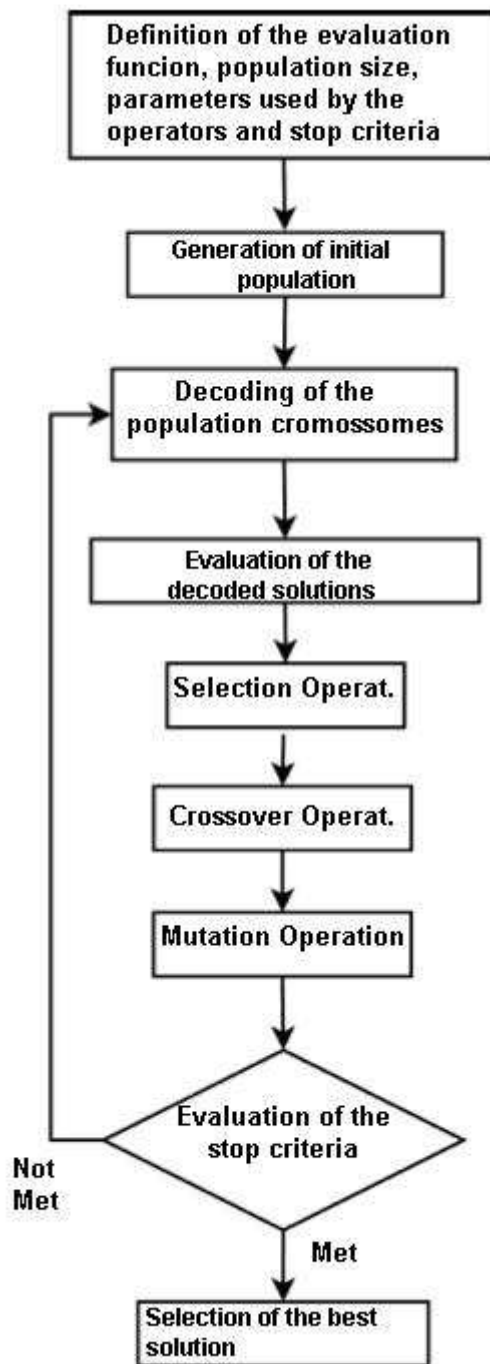 Definition of the evaluation
funcion, population size,
parameters used by the
operators and stop criteria
Generation of initial
population
Decoding of the
population cromossomes
Evaluation of the
decoded solutions
Selection Operat.
Crossover Operat.
Mutation Operation
Evaluation of the
stop criteria
Not
Met
Met
Selection of the best
solution